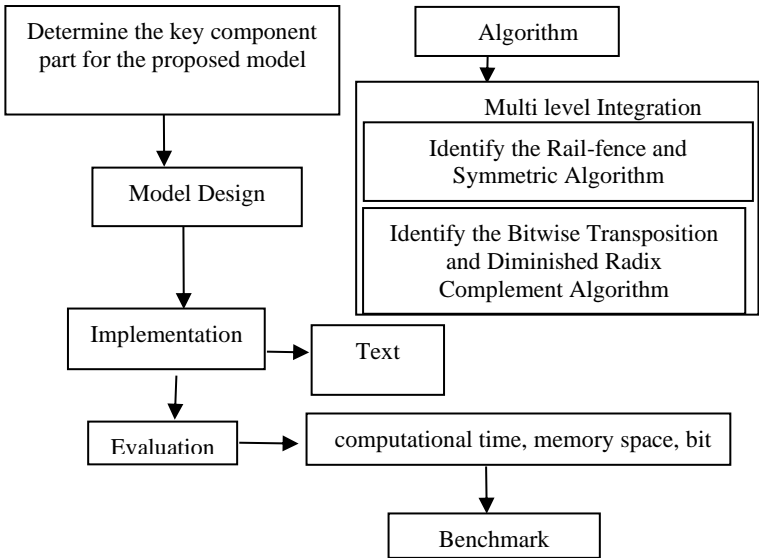 Determine the key component
part for the proposed model
Algorithm
Multi level Integration
Identify the Rail-fence and
Symmetric Algorithm
Model Design
Identify the Bitwise Transposition
and Diminished Radix
Complement Algorithm
Implementation
Text
Evaluation
computational time, memory space, bit
Benchmark